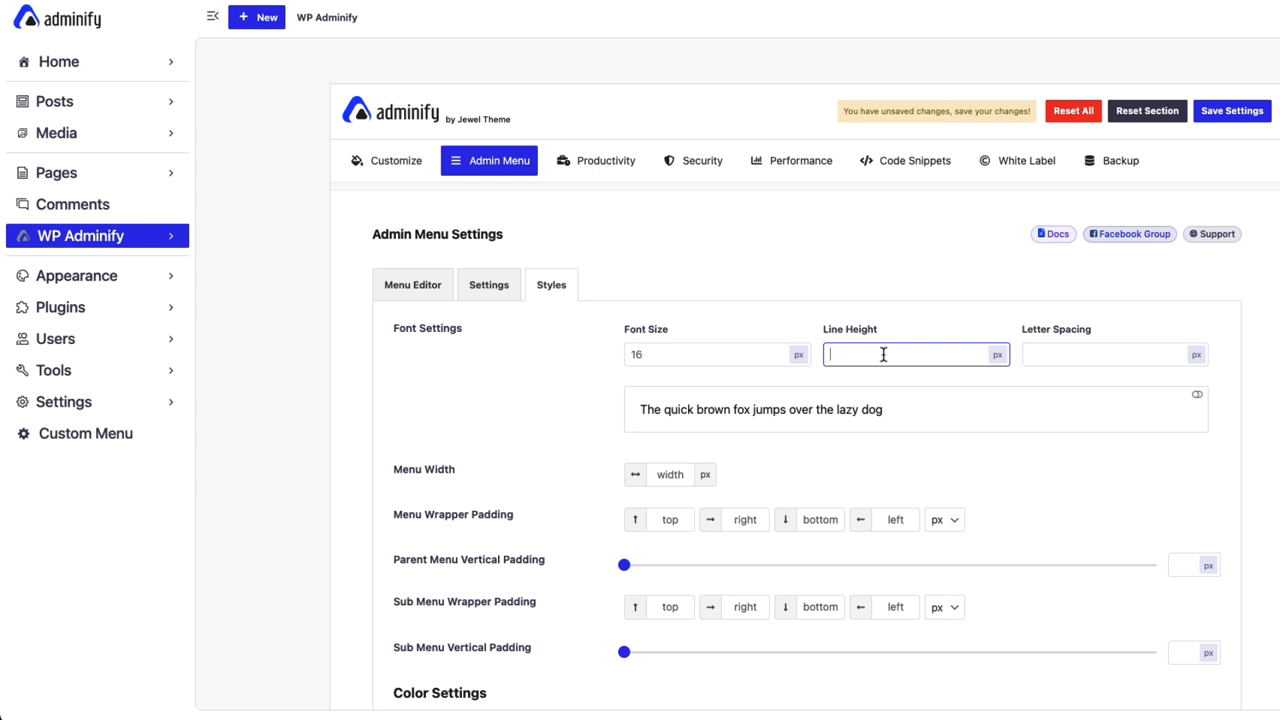 adminify
New
WP Adminify
Home
Posts
Media
Pages
Comments
WP Adminify
Appearance
Plugins
Users
Tools
Settings
Custom Menu
adminify by Jewel Theme
You have unsaved changes, save your changes!
Reset All
Reset Section
Save Settings
Customize
Admin Menu
Productivity
Security
Performance
Code Snippets
White Label
Backup
Admin Menu Settings
Docs
Facebook Group
Support
Menu Editor
Settings
Styles
Font Settings
Font Size
Line Height
Letter Spacing
16 px
px
px
The quick brown fox jumps over the lazy dog
Menu Width
width px
Menu Wrapper Padding
top right bottom left px
Parent Menu Vertical Padding
px
Sub Menu Wrapper Padding
top right bottom left px
Sub Menu Vertical Padding
px
Color Settings